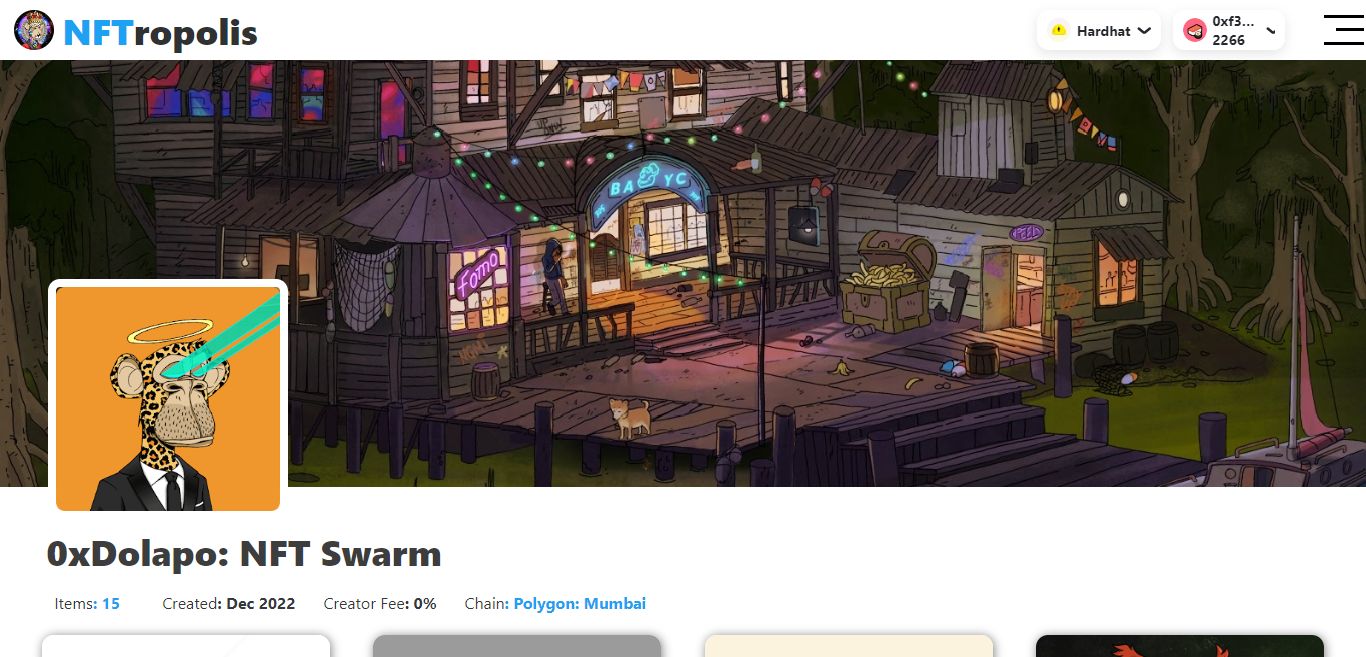 NFTropolis
Hardhat
0xf3...
2266
BAYC
Fomo
0xDolapo: NFT Swarm
Items: 15 Created: Dec 2022 Creator Fee: 0% Chain: Polygon: Mumbai